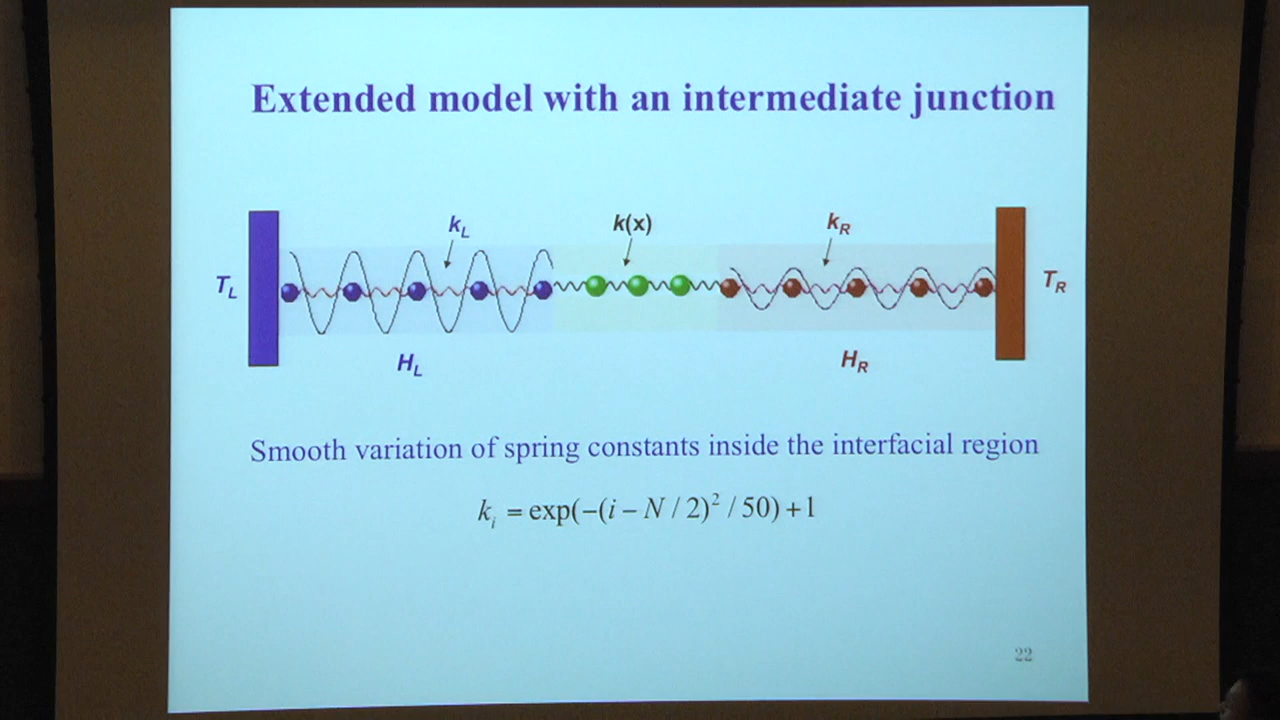 Extended model with an intermediate junction
k_L
k(x)
k_R
T_L
T_R
H_L
H_R
Smooth variation of spring constants inside the interfacial region
k_i = exp(−(i − N / 2)² / 50) + 1
22